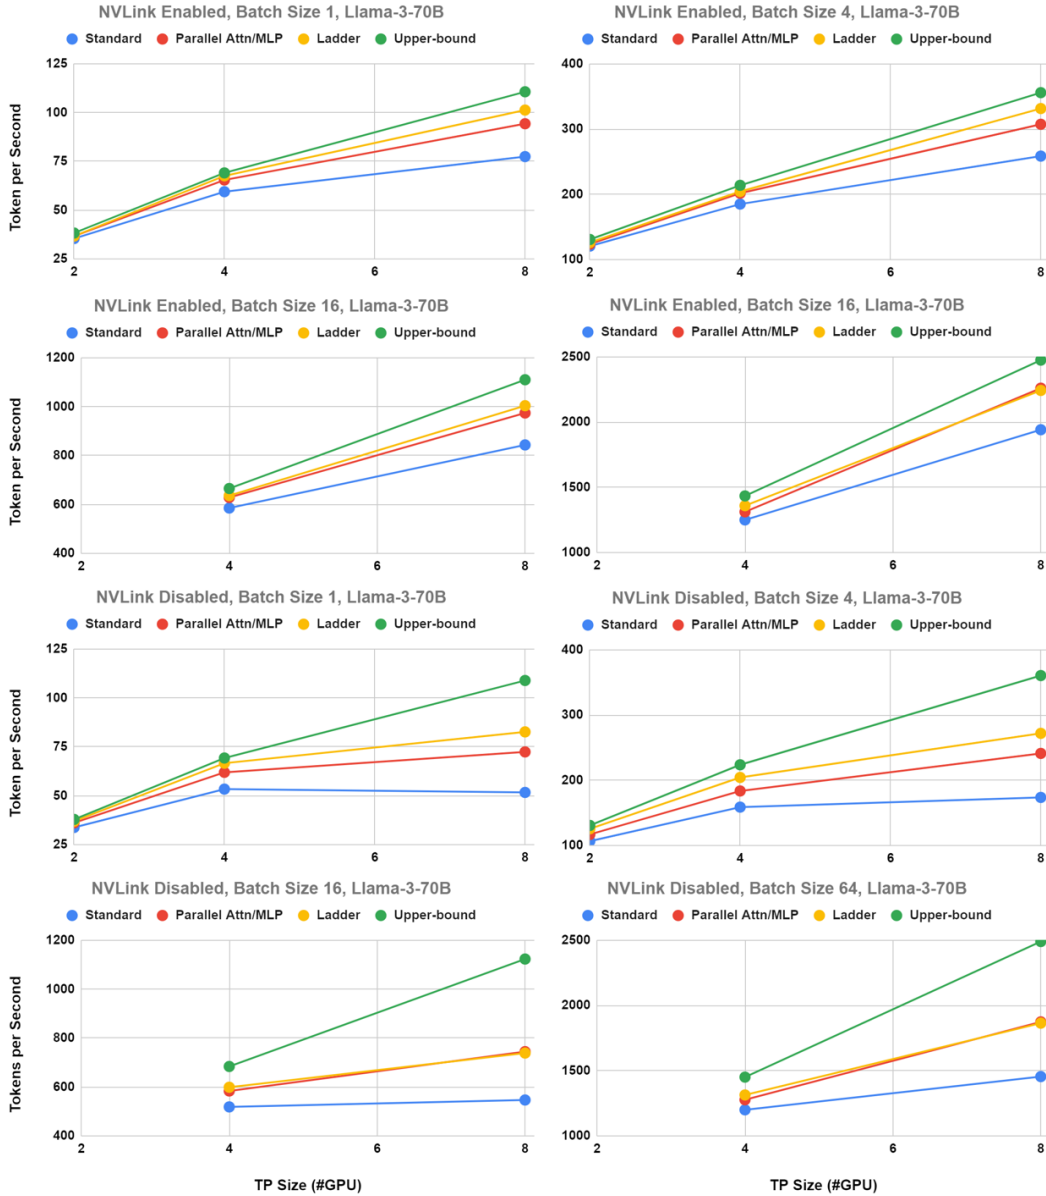 NVLink Enabled, Batch Size 1, Llama-3-70B
Standard Parallel Attn/MLP Ladder Upper-bound
125
100
75
50
25
2 4 6 8
Token per Second
NVLink Enabled, Batch Size 4, Llama-3-70B
Standard Parallel Attn/MLP Ladder Upper-bound
400
300
200
100
2 4 6 8
NVLink Enabled, Batch Size 16, Llama-3-70B
Standard Parallel Attn/MLP Ladder Upper-bound
1200
1000
800
600
400
2 4 6 8
Token per Second
NVLink Enabled, Batch Size 16, Llama-3-70B
Standard Parallel Attn/MLP Ladder Upper-bound
2500
2000
1500
1000
2 4 6 8
NVLink Disabled, Batch Size 1, Llama-3-70B
Standard Parallel Attn/MLP Ladder Upper-bound
125
100
75
50
25
2 4 6 8
Token per Second
NVLink Disabled, Batch Size 4, Llama-3-70B
Standard Parallel Attn/MLP Ladder Upper-bound
400
300
200
100
2 4 6 8
NVLink Disabled, Batch Size 16, Llama-3-70B
Standard Parallel Attn/MLP Ladder Upper-bound
1200
1000
800
600
400
2 4 6 8
Tokens per Second
TP Size (#GPU)
NVLink Disabled, Batch Size 64, Llama-3-70B
Standard Parallel Attn/MLP Ladder Upper-bound
2500
2000
1500
1000
2 4 6 8
TP Size (#GPU)